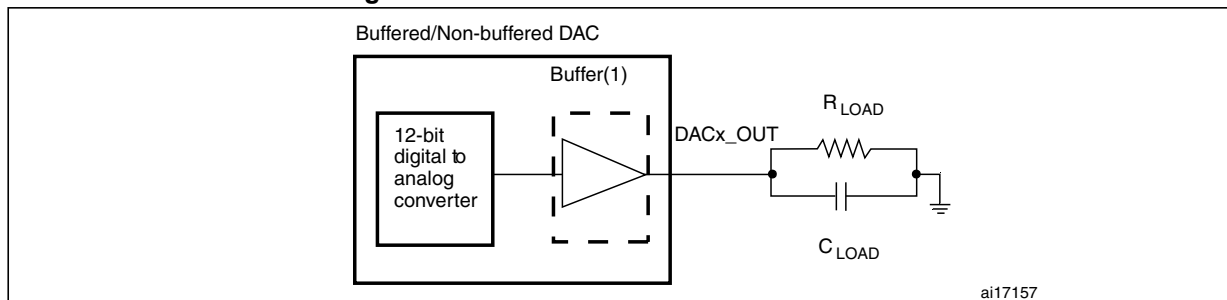 Buffered/Non-buffered DAC
Buffer(1)
12-bit
digital to
analog
converter
DACx_OUT
R LOAD
C LOAD
ai17157